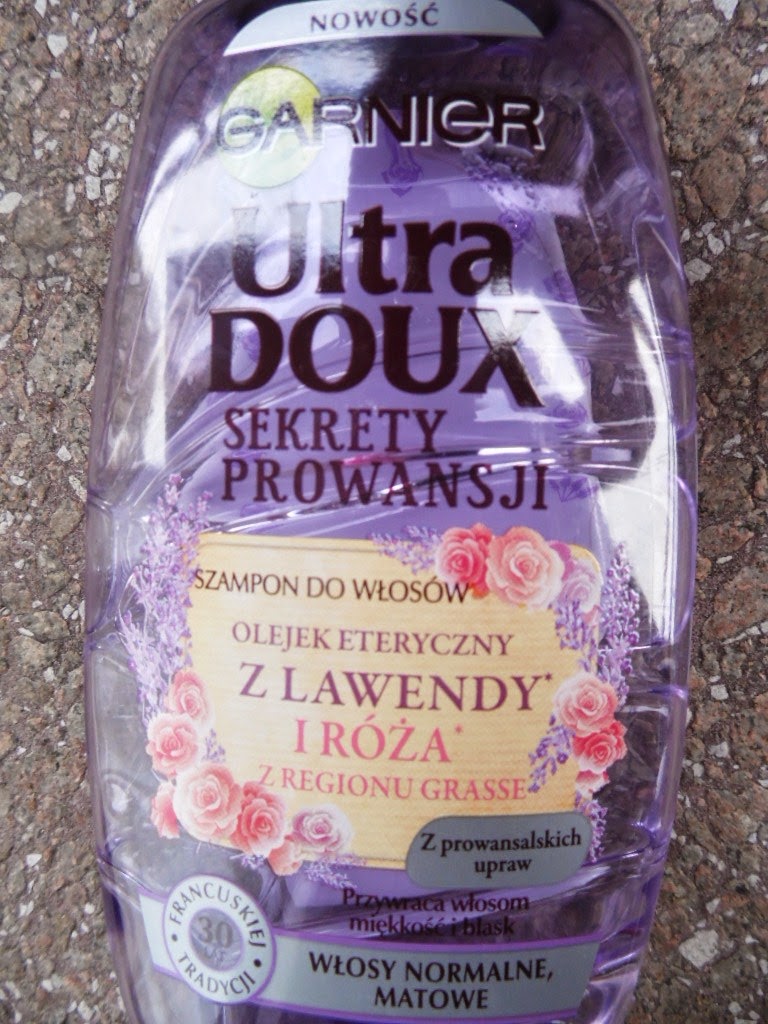 NOWOŚĆ
GARNIER
Ultra
DOUX
SEKRETY
PROWANSJI
SZAMPON DO WŁOSÓW
OLEJEK ETERYCZNY
Z LAWENDY*
I RÓŻA*
Z REGIONU GRASSE
Z prowansalskich
upraw
Przywraca włosom
miękkość i blask
FRANCUSKIEJ
30
TRADYCJI
WŁOSY NORMALNE,
MATOWE